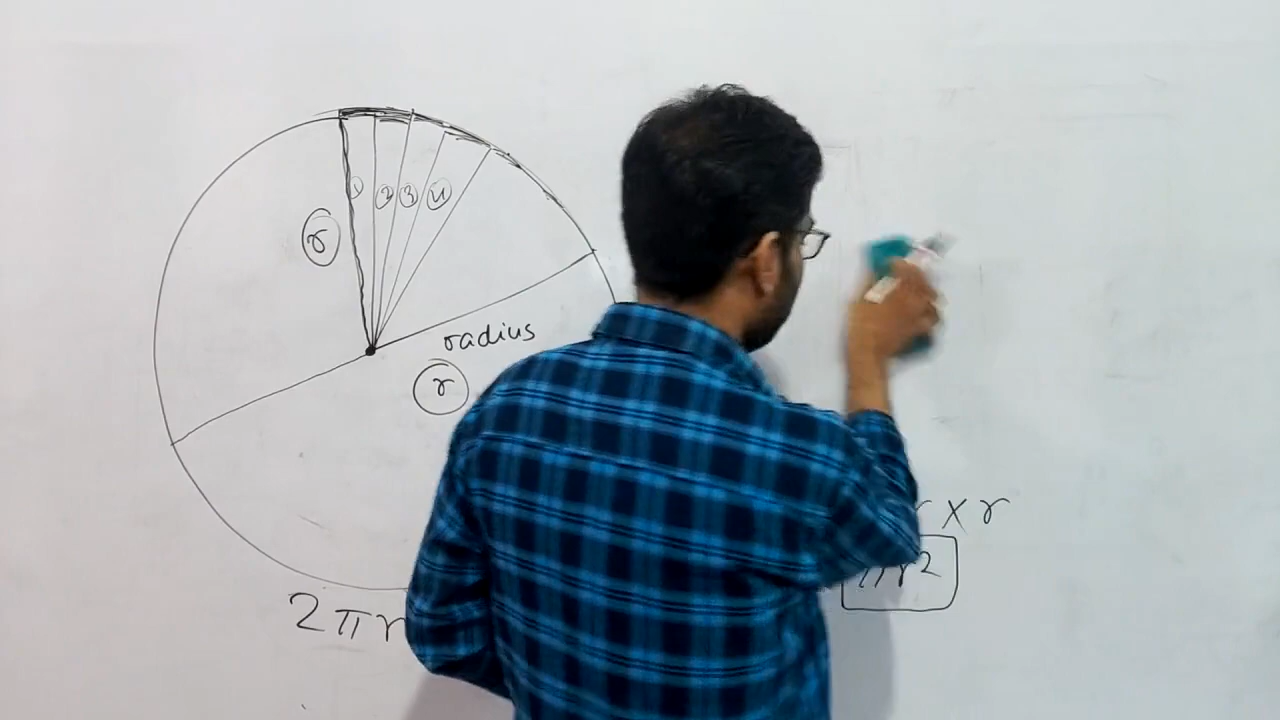 1 2 3 4
r
radius
r
r × r
πr²
2πr